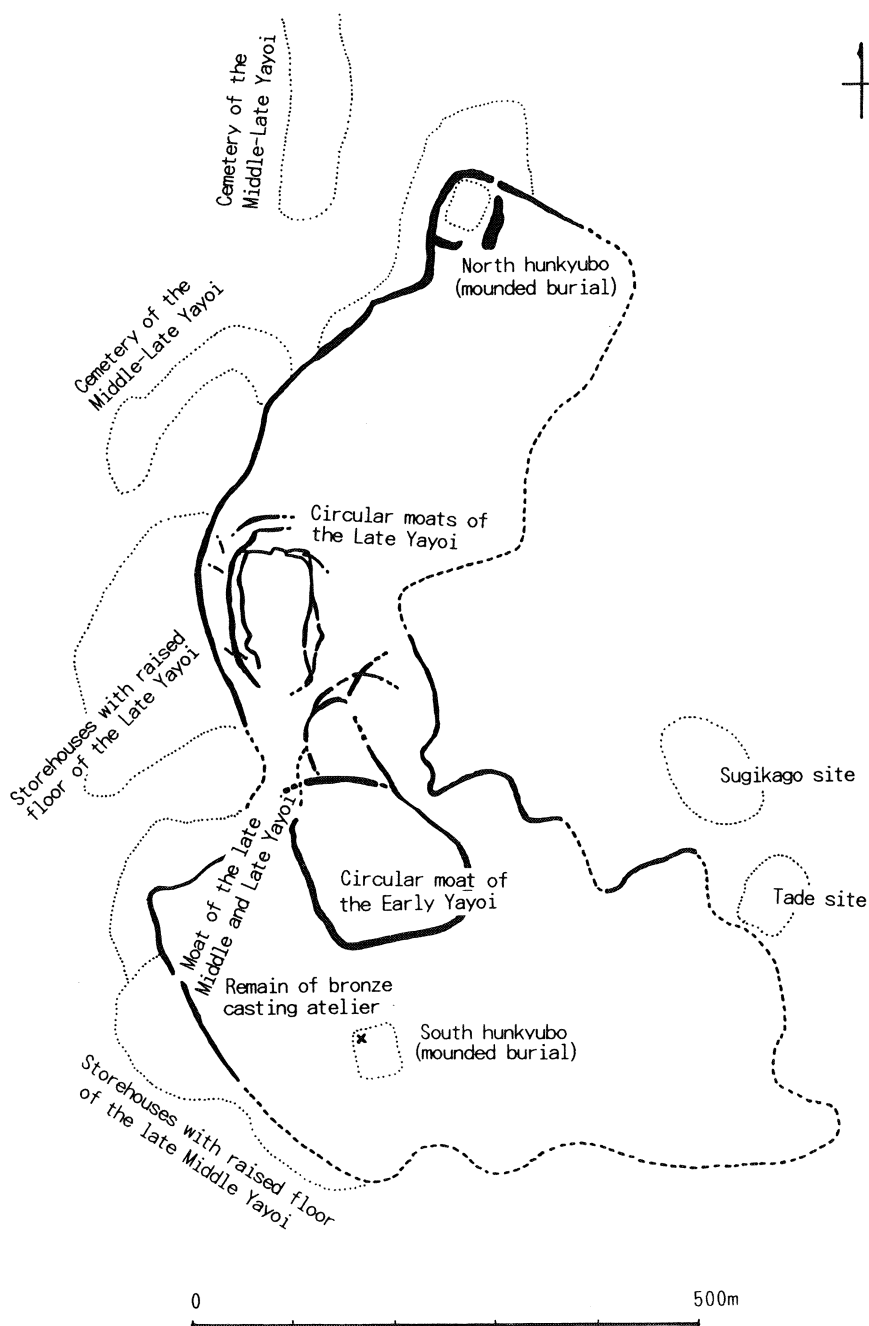 Cemetery of the
Middle-Late Yayoi
North hunkyubo
(mounded burial)
Cemetery of the
Middle-Late Yayoi
Circular moats of
the Late Yayoi
Storehouses with raised
floor of the Late Yayoi
Sugikago site
Moat of the late
Middle and Late Yayoi
Circular moat of
the Early Yayoi
Tade site
Remain of bronze
casting atelier
South hunkyubo
(mounded burial)
Storehouses with raised floor
of the late Middle Yayoi
0
500m